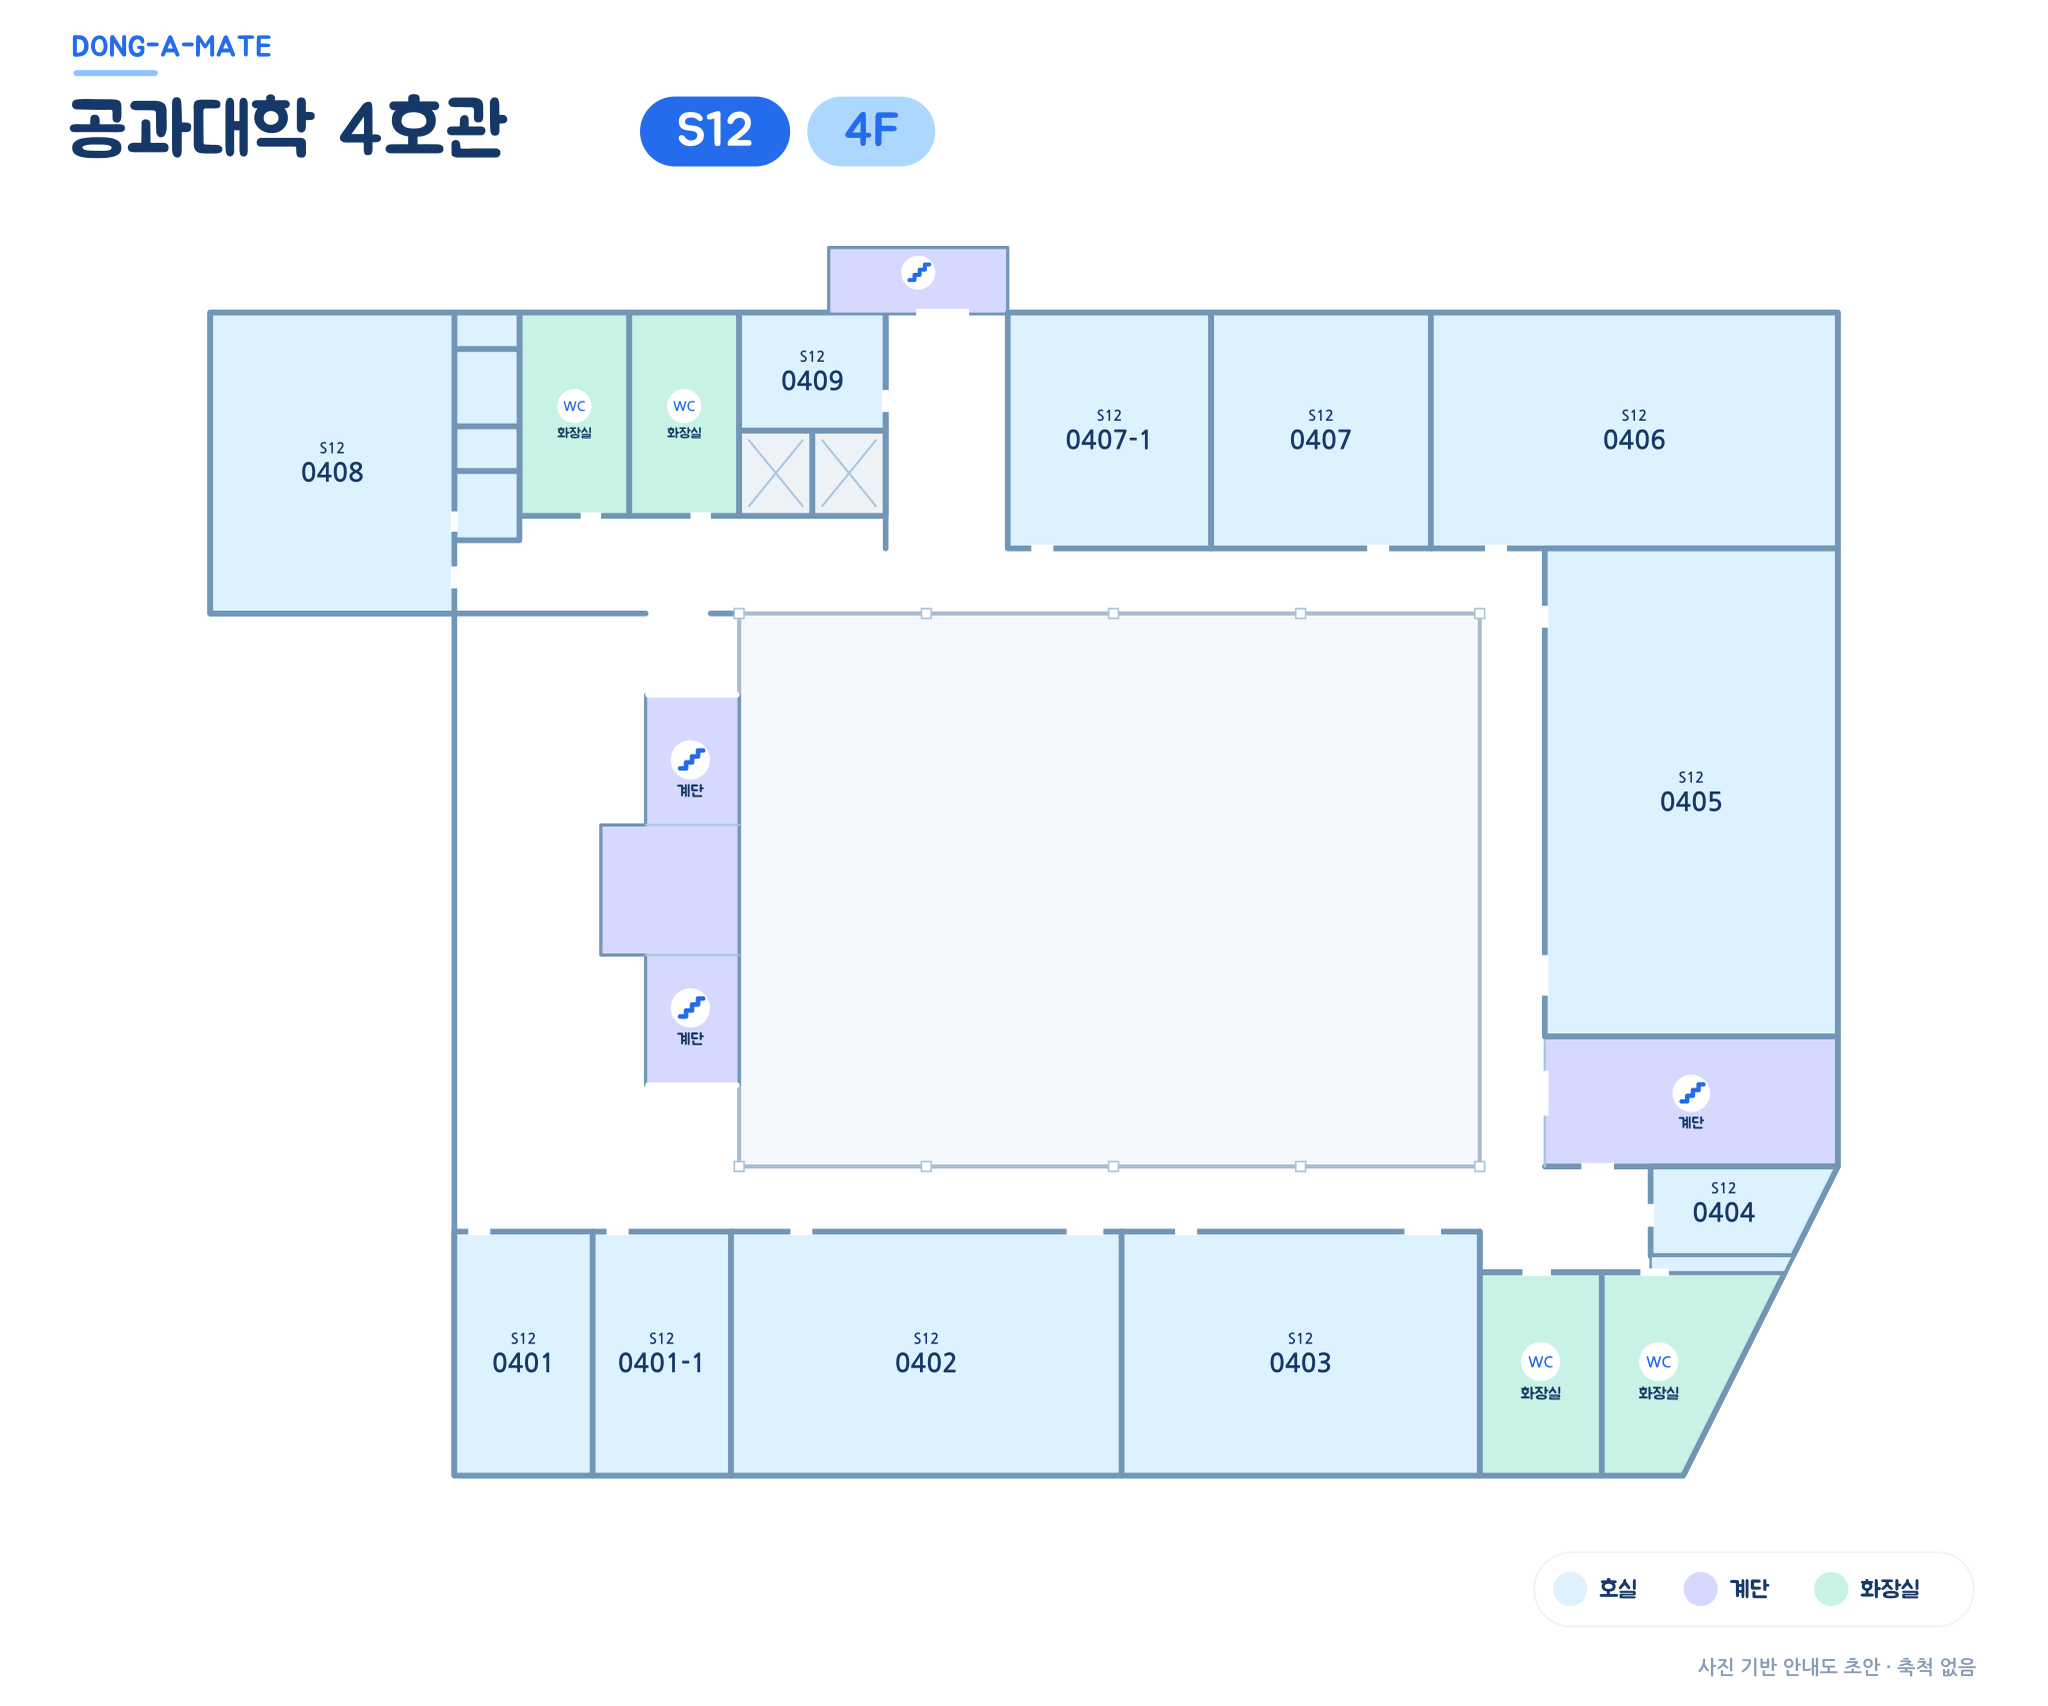 DONG-A-MATE
공과대학 4호관
S12
4F
S12
0409
WC
화장실
WC
화장실
S12
0408
S12
0407-1
S12
0407
S12
0406
계단
S12
0405
계단
계단
S12
0404
S12
0401
S12
0401-1
S12
0402
S12
0403
WC
화장실
WC
화장실
호실
계단
화장실
사진 기반 안내도 초안 · 축척 없음